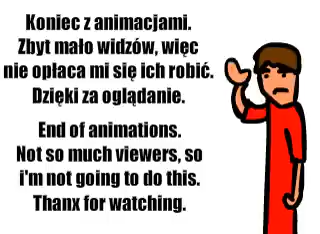 Koniec z animacjami.
Zbyt mało widzów, więc
nie opłaca mi się ich robić.
Dzięki za oglądanie.
End of animations.
Not so much viewers, so
i'm not going to do this.
Thanx for watching.